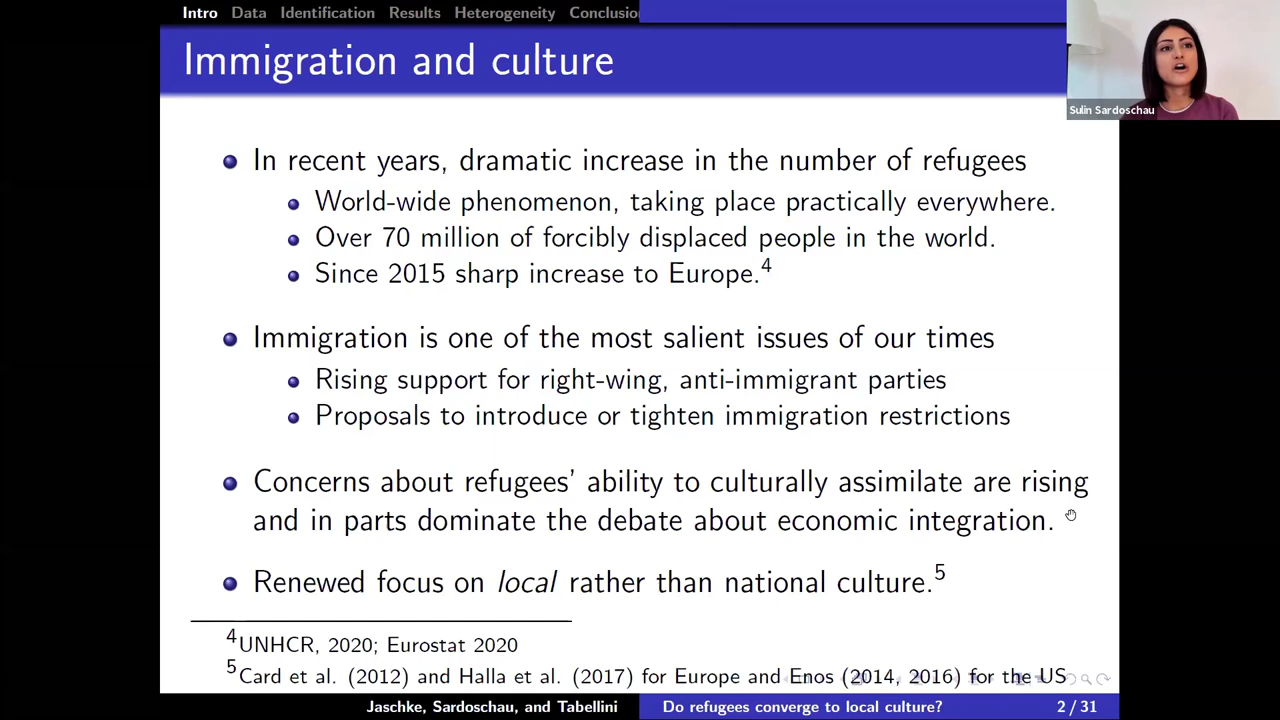 Intro Data Identification Results Heterogeneity Conclusion
Immigration and culture
Sulin Sardoschau
In recent years, dramatic increase in the number of refugees
World-wide phenomenon, taking place practically everywhere.
Over 70 million of forcibly displaced people in the world.
Since 2015 sharp increase to Europe.4
Immigration is one of the most salient issues of our times
Rising support for right-wing, anti-immigrant parties
Proposals to introduce or tighten immigration restrictions
Concerns about refugees' ability to culturally assimilate are rising
and in parts dominate the debate about economic integration.
Renewed focus on local rather than national culture.5
4UNHCR, 2020; Eurostat 2020
5Card et al. (2012) and Halla et al. (2017) for Europe and Enos (2014, 2016) for the US
Jaschke, Sardoschau, and Tabellini Do refugees converge to local culture? 2 / 31